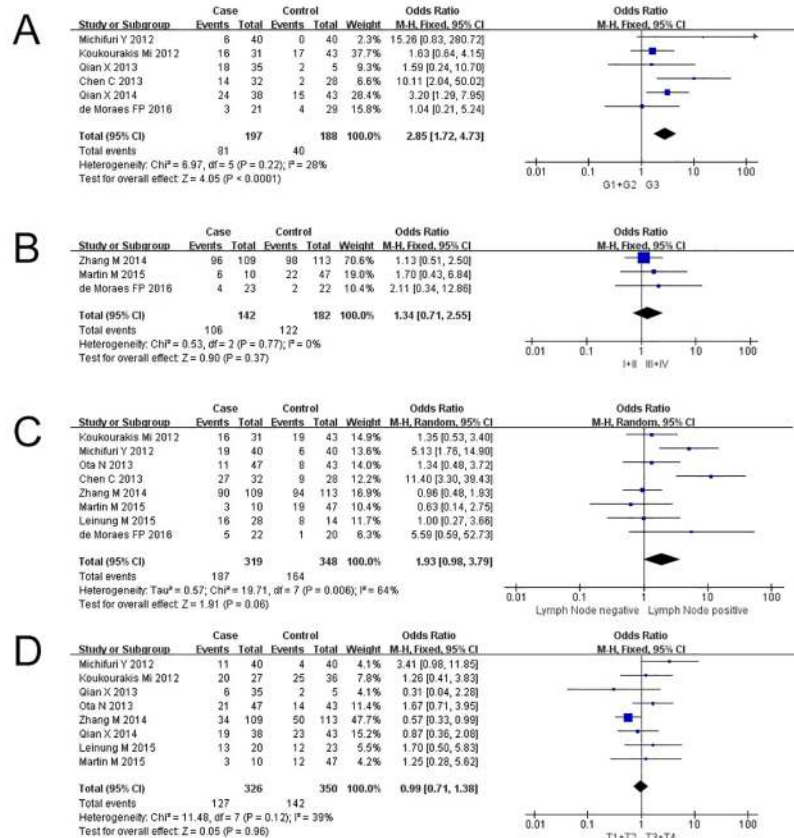 A
Case Control Odds Ratio Odds Ratio
Study or Subgroup Events Total Events Total Weight M-H, Fixed, 95% CI M-H, Fixed, 95% CI
Michifuri Y 2012 6 40 0 40 2.3% 15.26 [0.83, 280.72]
Koukourakis Mi 2012 16 31 17 43 37.7% 1.63 [0.64, 4.15]
Qian X 2013 18 35 2 5 9.3% 1.59 [0.24, 10.70]
Chen C 2013 14 32 2 28 6.6% 10.11 [2.04, 50.02]
Qian X 2014 24 38 15 43 28.4% 3.20 [1.29, 7.95]
de Moraes FP 2016 3 21 4 29 15.8% 1.04 [0.21, 5.24]
Total (95% CI) 197 188 100.0% 2.85 [1.72, 4.73]
Total events 81 40
Heterogeneity: Chi² = 6.97, df = 5 (P = 0.22); I² = 28%
Test for overall effect: Z = 4.05 (P < 0.0001)
0.01 0.1 1 10 100
G1+G2 G3
B
Case Control Odds Ratio Odds Ratio
Study or Subgroup Events Total Events Total Weight M-H, Fixed, 95% CI M-H, Fixed, 95% CI
Zhang M 2014 96 109 98 113 70.6% 1.13 [0.51, 2.50]
Martin M 2015 6 10 22 47 19.0% 1.70 [0.43, 6.84]
de Moraes FP 2016 4 23 2 22 10.4% 2.11 [0.34, 12.86]
Total (95% CI) 142 182 100.0% 1.34 [0.71, 2.55]
Total events 106 122
Heterogeneity: Chi² = 0.53, df = 2 (P = 0.77); I² = 0%
Test for overall effect: Z = 0.90 (P = 0.37)
0.01 0.1 1 10 100
I+II III+IV
C
Case Control Odds Ratio Odds Ratio
Study or Subgroup Events Total Events Total Weight M-H, Random, 95% CI M-H, Random, 95% CI
Koukourakis Mi 2012 16 31 19 43 14.9% 1.35 [0.53, 3.40]
Michifuri Y 2012 19 40 6 40 13.6% 5.13 [1.76, 14.90]
Ota N 2013 11 47 8 43 14.0% 1.34 [0.48, 3.72]
Chen C 2013 27 32 9 28 12.2% 11.40 [3.30, 39.43]
Zhang M 2014 90 109 94 113 16.9% 0.96 [0.48, 1.93]
Martin M 2015 3 10 19 47 10.6% 0.63 [0.14, 2.75]
Leinung M 2015 16 28 8 14 11.7% 1.00 [0.27, 3.66]
de Moraes FP 2016 5 22 1 20 6.1% 5.59 [0.59, 52.73]
Total (95% CI) 319 348 100.0% 1.93 [0.98, 3.79]
Total events 187 164
Heterogeneity: Tau² = 0.57; Chi² = 19.71, df = 7 (P = 0.006); I² = 64%
Test for overall effect: Z = 1.91 (P = 0.06)
0.01 0.1 1 10 100
Lymph Node negative Lymph Node positive
D
Case Control Odds Ratio Odds Ratio
Study or Subgroup Events Total Events Total Weight M-H, Fixed, 95% CI M-H, Fixed, 95% CI
Michifuri Y 2012 11 40 4 40 4.1% 3.41 [0.98, 11.85]
Koukourakis Mi 2012 20 27 25 36 7.8% 1.26 [0.41, 3.83]
Qian X 2013 6 35 2 5 4.1% 0.31 [0.04, 2.28]
Ota N 2013 21 47 14 43 11.4% 1.67 [0.71, 3.95]
Zhang M 2014 34 109 50 113 47.7% 0.57 [0.33, 0.99]
Qian X 2014 19 38 23 43 15.2% 0.87 [0.36, 2.08]
Leinung M 2015 13 20 12 23 5.5% 1.70 [0.50, 5.83]
Martin M 2015 3 10 12 47 4.2% 1.25 [0.28, 5.62]
Total (95% CI) 326 350 100.0% 0.99 [0.71, 1.38]
Total events 127 142
Heterogeneity: Chi² = 11.48, df = 7 (P = 0.12); I² = 39%
Test for overall effect: Z = 0.05 (P = 0.96)
0.01 0.1 1 10 100
T1+T2 T3+T4